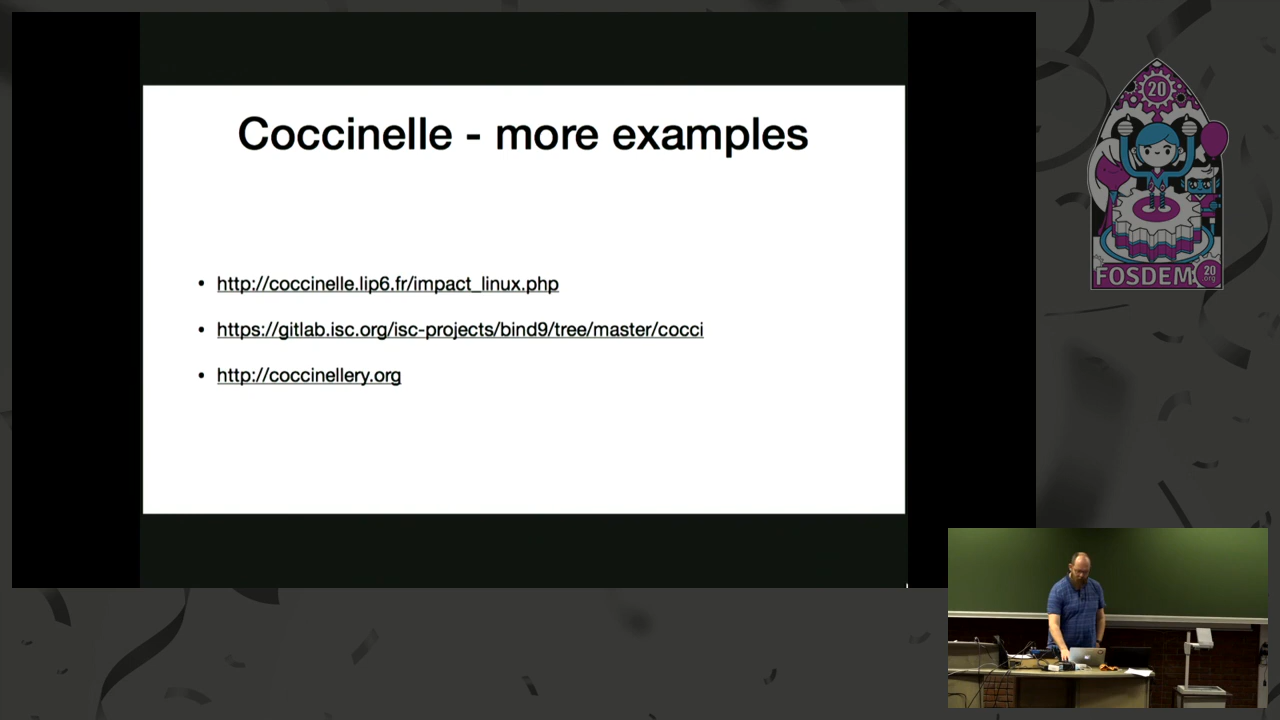 Coccinelle - more examples
• http://coccinelle.lip6.fr/impact_linux.php
• https://gitlab.isc.org/isc-projects/bind9/tree/master/cocci
• http://coccinellery.org
20
FOSDEM
20
.org